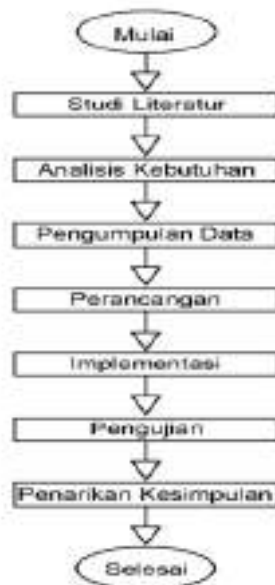 Mulai
Studi Literatur
Analisis Kebutuhan
Pengumpulan Data
Perancangan
Implementasi
Pengujian
Penarikan Kesimpulan
Selesai